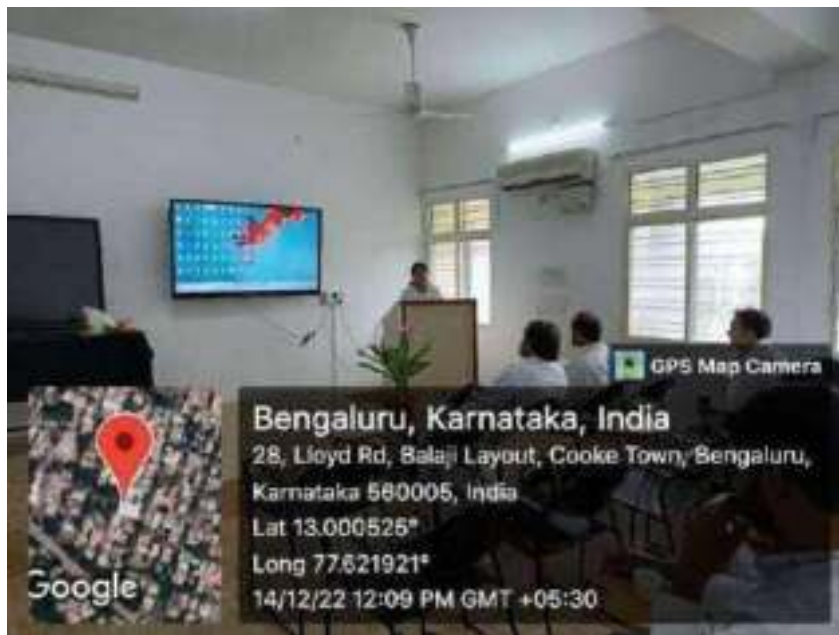 GPS Map Camera
Bengaluru, Karnataka, India
28, Lloyd Rd, Balaji Layout, Cooke Town, Bengaluru,
Karnataka 560005, India
Lat 13.000525°
Long 77.621921°
14/12/22 12:09 PM GMT +05:30
Google